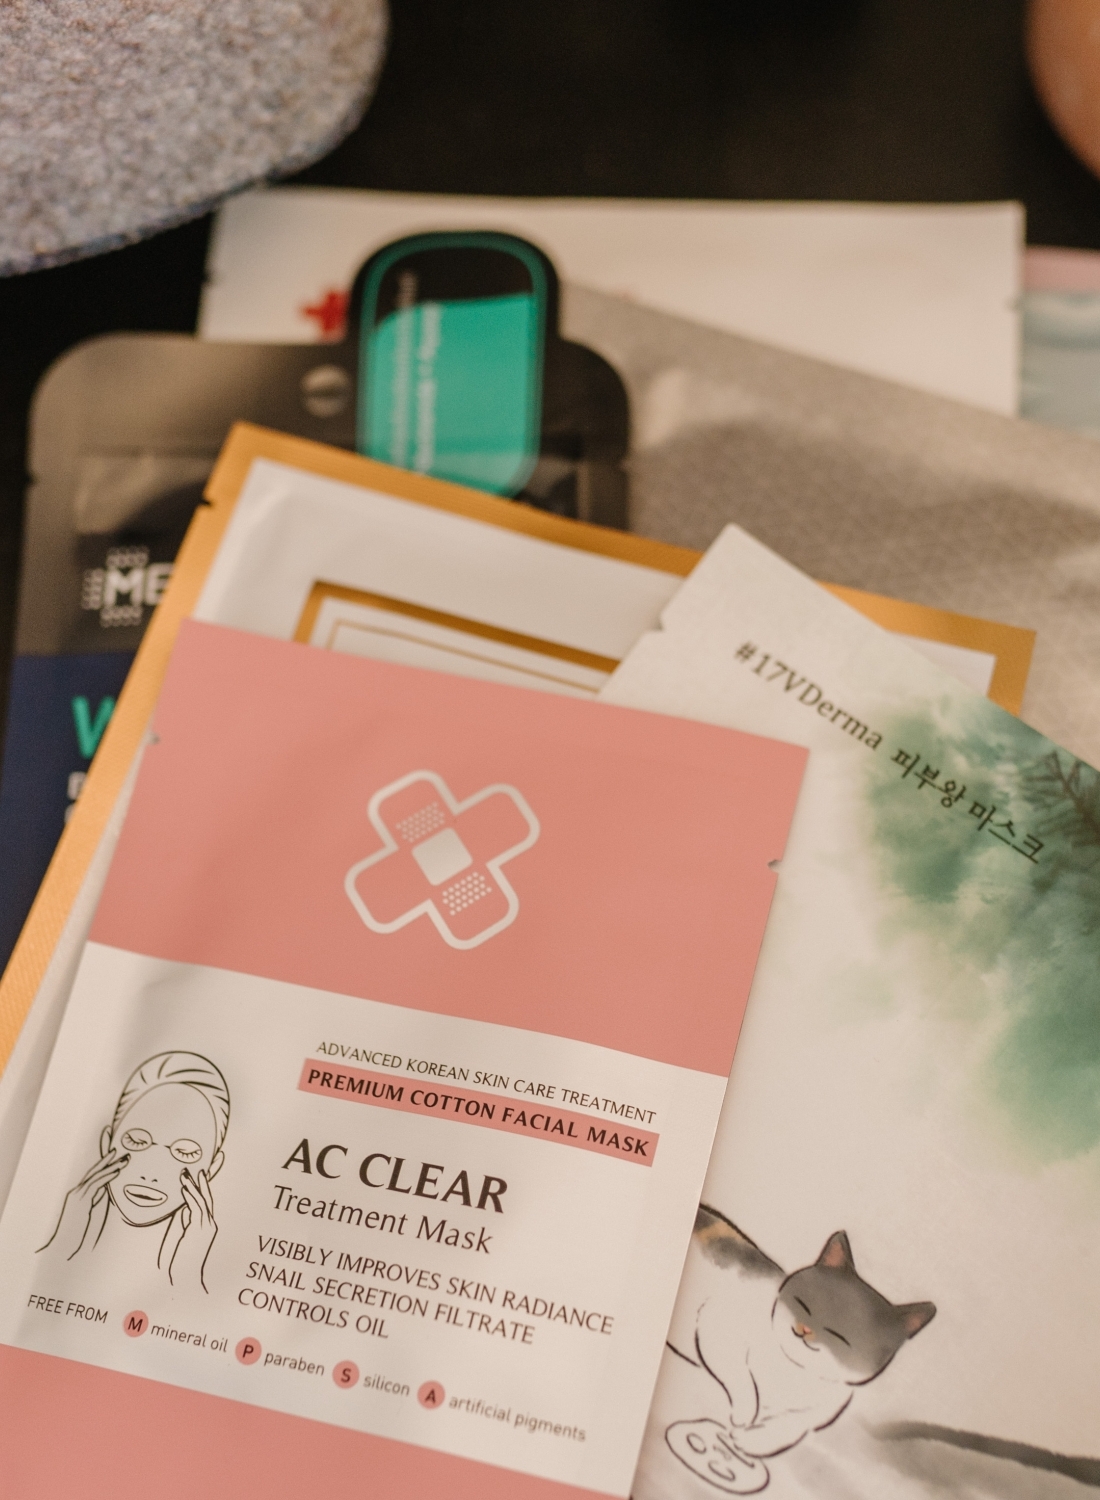 ME
#17VDerma 피부왕 마스크
ADVANCED KOREAN SKIN CARE TREATMENT
PREMIUM COTTON FACIAL MASK
AC CLEAR
Treatment Mask
VISIBLY IMPROVES SKIN RADIANCE
SNAIL SECRETION FILTRATE
CONTROLS OIL
FREE FROM M mineral oil P paraben S silicon A artificial pigments